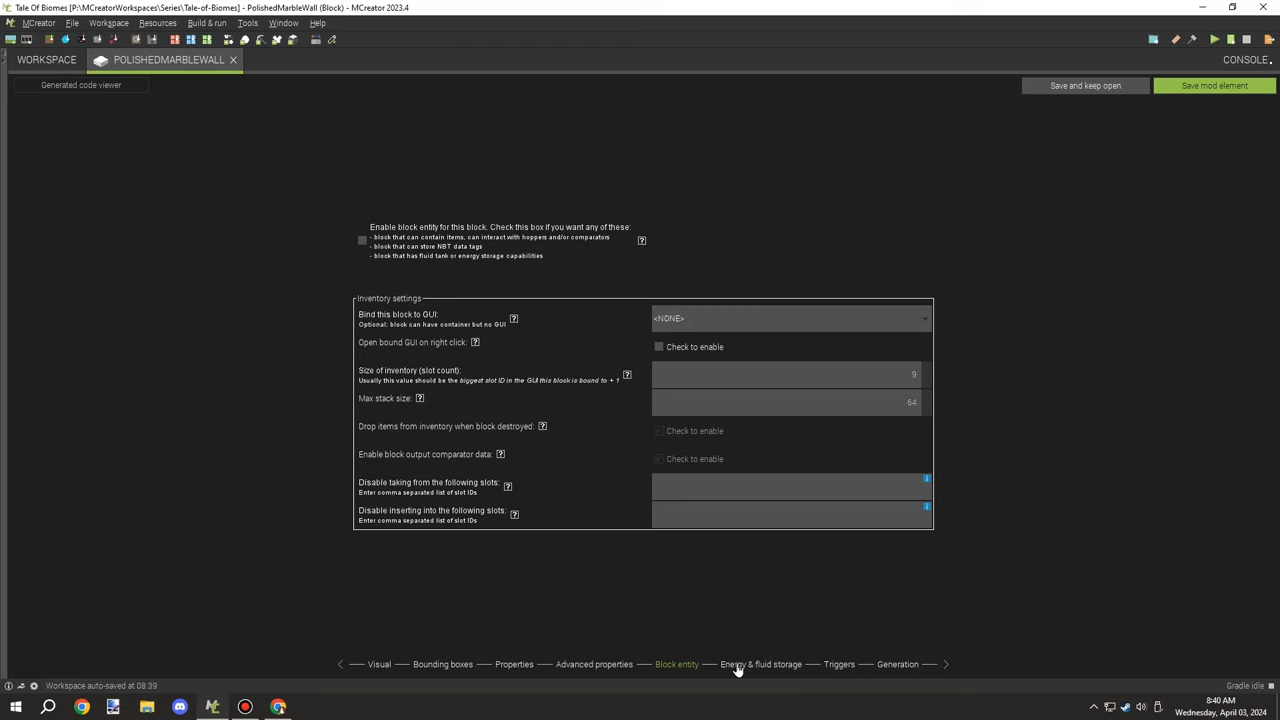 Tale Of Biomes [P:\MCreatorWorkspaces\Series\Tale-of-Biomes] - PolishedMarbleWall (Block) - MCreator 2023.4
MCreator File Workspace Resources Build & run Tools Window Help
WORKSPACE POLISHEDMARBLEWALL CONSOLE
Generated code viewer Save and keep open Save mod element
Enable block entity for this block. Check this box if you want any of these:
- block that can contain items, can interact with hoppers and/or comparators
- block that can store NBT data tags
- block that has fluid tank or energy storage capabilities
Inventory settings
Bind this block to GUI: <NONE>
Optional: block can have container but no GUI
Open bound GUI on right click: Check to enable
Size of inventory (slot count): 9
Usually this value should be the biggest slot ID in the GUI this block is bound to + 1
Max stack size: 64
Drop items from inventory when block destroyed: Check to enable
Enable block output comparator data: Check to enable
Disable taking from the following slots:
Enter comma separated list of slot IDs
Disable inserting into the following slots:
Enter comma separated list of slot IDs
Visual Bounding boxes Properties Advanced properties Block entity Energy & fluid storage Triggers Generation
Workspace auto-saved at 08:39 Gradle idle
8:40 AM
Wednesday, April 03, 2024